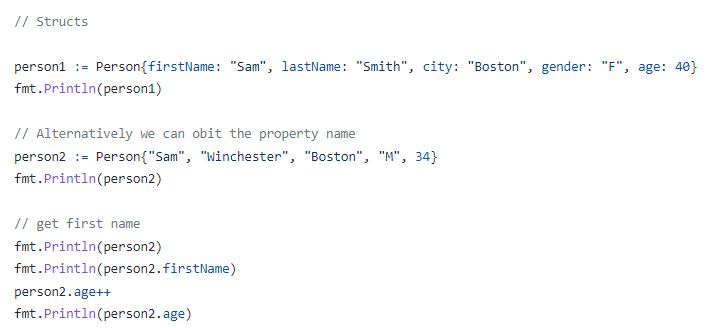 // Structs
person1 := Person{firstName: "Sam", lastName: "Smith", city: "Boston", gender: "F", age: 40}
fmt.Println(person1)
// Alternatively we can obit the property name
person2 := Person{"Sam", "Winchester", "Boston", "M", 34}
fmt.Println(person2)
// get first name
fmt.Println(person2)
fmt.Println(person2.firstName)
person2.age++
fmt.Println(person2.age)